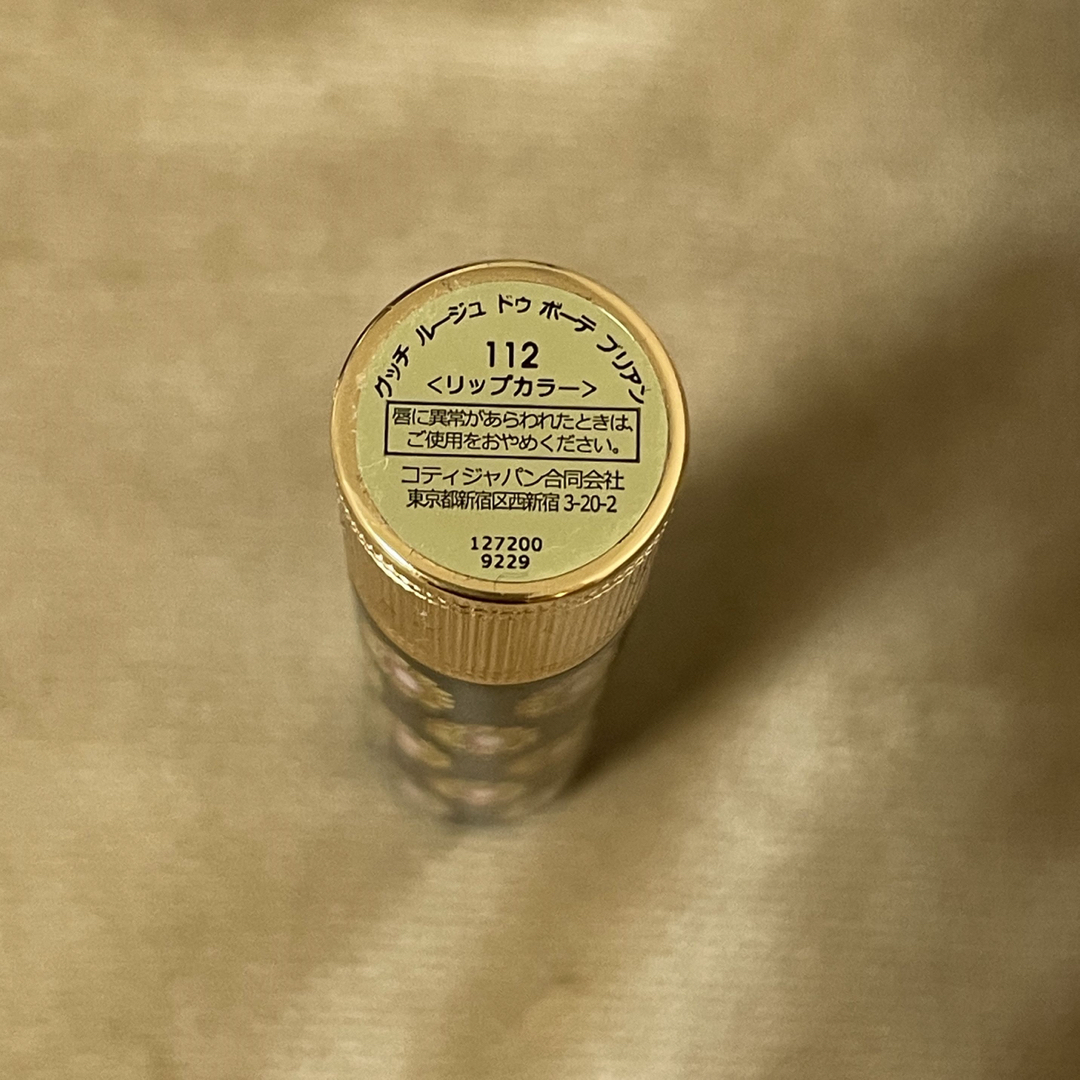 グッチ ルージュ ドゥ ボーテ ブリアン
112
<リップカラー>
唇に異常があらわれたときは、
ご使用をおやめください。
コティジャパン合同会社
東京都新宿区西新宿 3-20-2
127200
9229